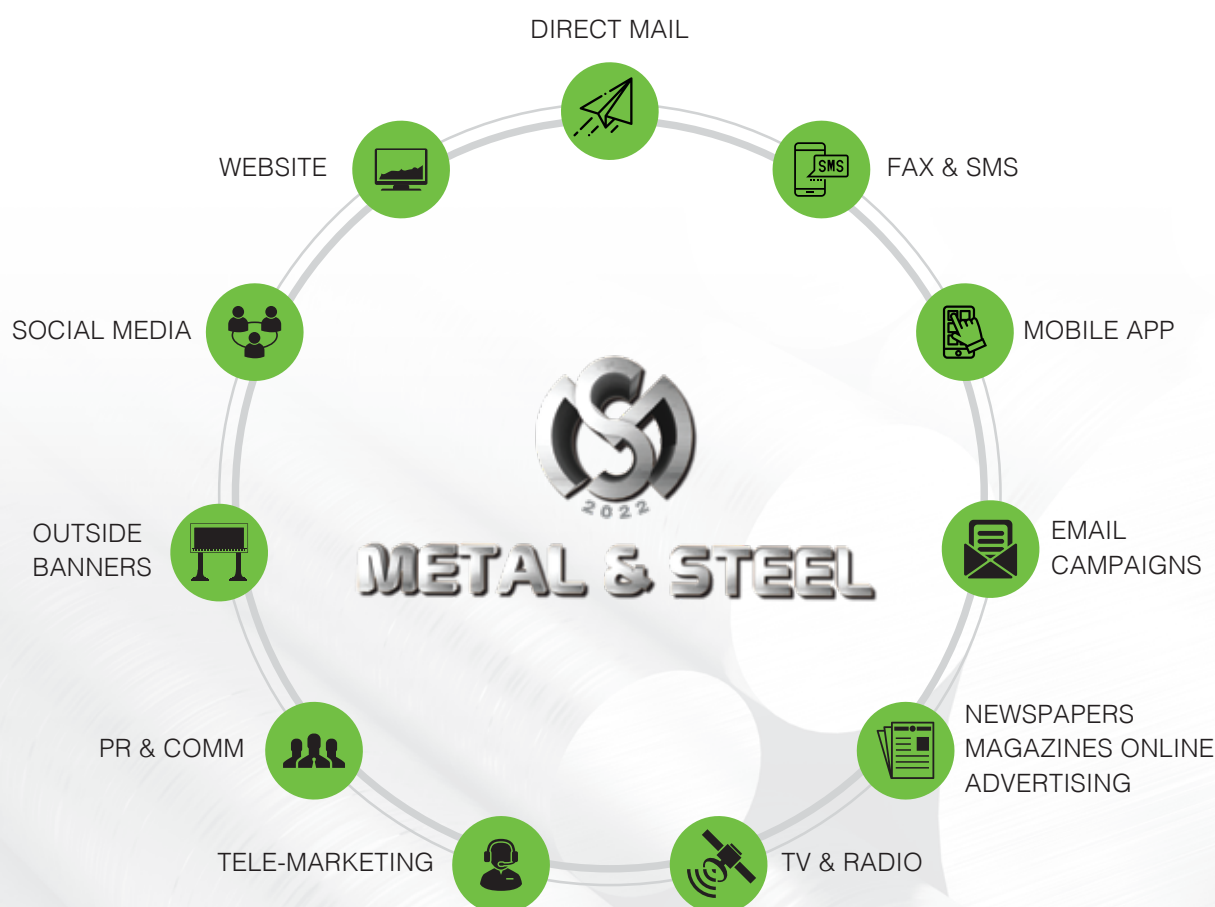 DIRECT MAIL
WEBSITE
SMS
FAX & SMS
SOCIAL MEDIA
MOBILE APP
2022
METAL & STEEL
OUTSIDE
BANNERS
EMAIL
CAMPAIGNS
PR & COMM
NEWSPAPERS
MAGAZINES ONLINE
ADVERTISING
TELE-MARKETING
TV & RADIO